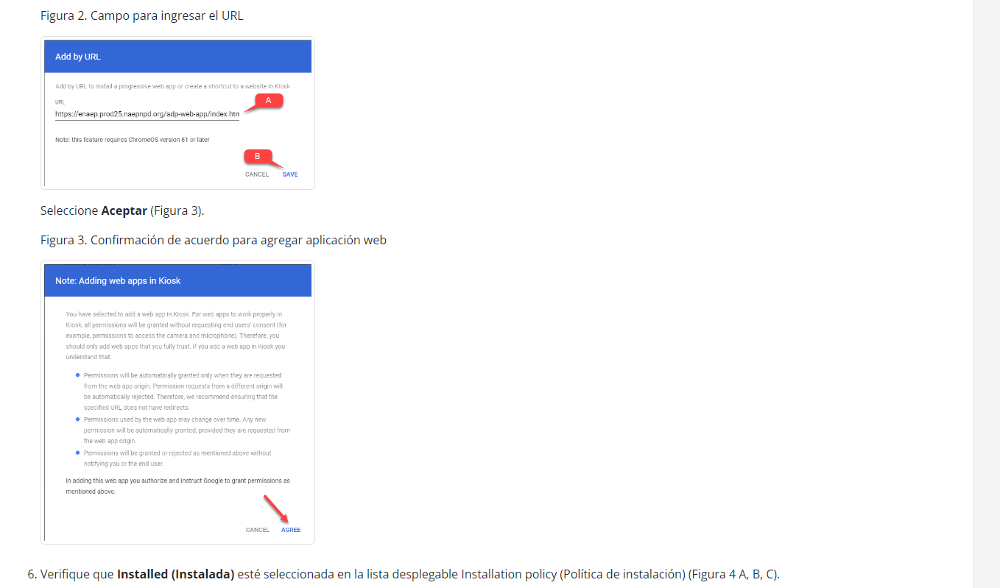 Figura 2. Campo para ingresar el URL
Add by URL
Add by URL to install a progressive web app or create a shortcut to a website in Kiosk
URL
A
https://enaep.prod25.naepnpd.org/adp-web-app/index.htn
Note: this feature requires ChromeOS version 81 or later
B
CANCEL SAVE
Seleccione Aceptar (Figura 3).
Figura 3. Confirmación de acuerdo para agregar aplicación web
Note: Adding web apps in Kiosk
You have selected to add a web app in Kiosk. For web apps to work properly in
Kiosk, all permissions will be granted without requesting end users' consent (for
example, permissions to access the camera and microphone). Therefore, you
should only add web apps that you fully trust. If you add a web app in Kiosk you
understand that:
Permissions will be automatically granted only when they are requested
from the web app origin. Permission requests from a different origin will
be automatically rejected. Therefore, we recommend ensuring that the
specified URL does not have redirects.
Permissions used by the web app may change over time. Any new
permission will be automatically granted, provided they are requested from
the web app origin.
Permissions will be granted or rejected as mentioned above without
notifying you or the end user.
In adding this web app you authorize and instruct Google to grant permissions as
mentioned above.
CANCEL AGREE
6. Verifique que Installed (Instalada) esté seleccionada en la lista desplegable Installation policy (Política de instalación) (Figura 4 A, B, C).